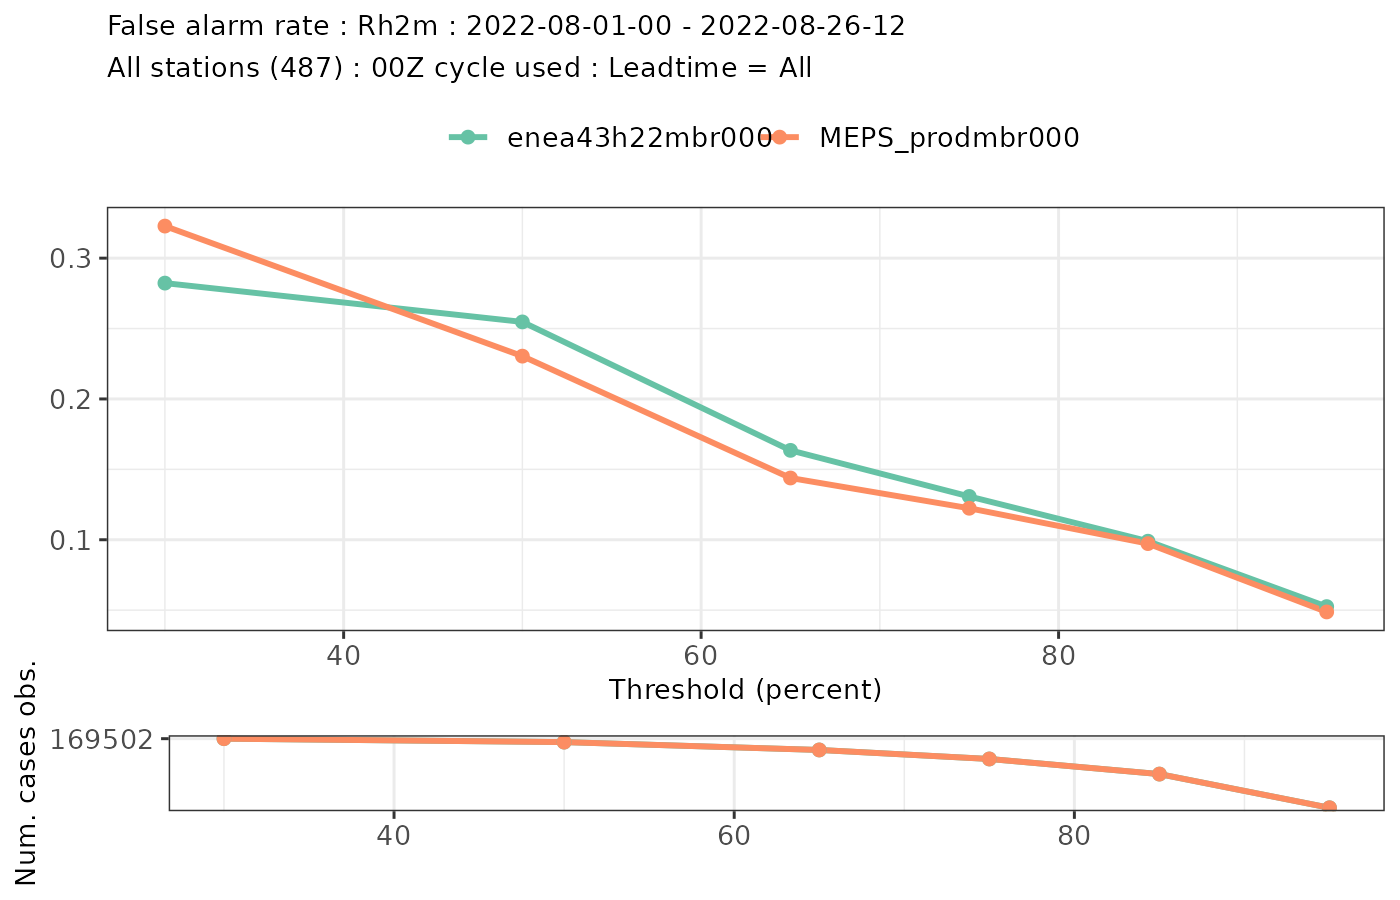 False alarm rate : Rh2m : 2022-08-01-00 - 2022-08-26-12
All stations (487) : 00Z cycle used : Leadtime = All
enea43h22mbr000 MEPS_prodmbr000
0.3
0.2
0.1
40 60 80
Threshold (percent)
Num. cases obs.
169502
40 60 80